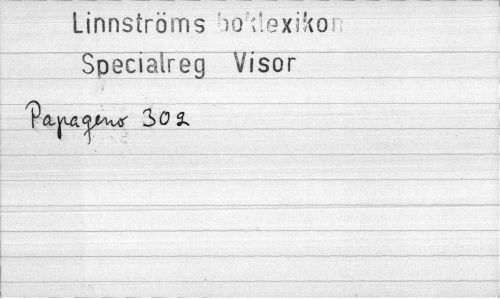 Linnströms boklexikon
Specialreg Visor
Papageno 302